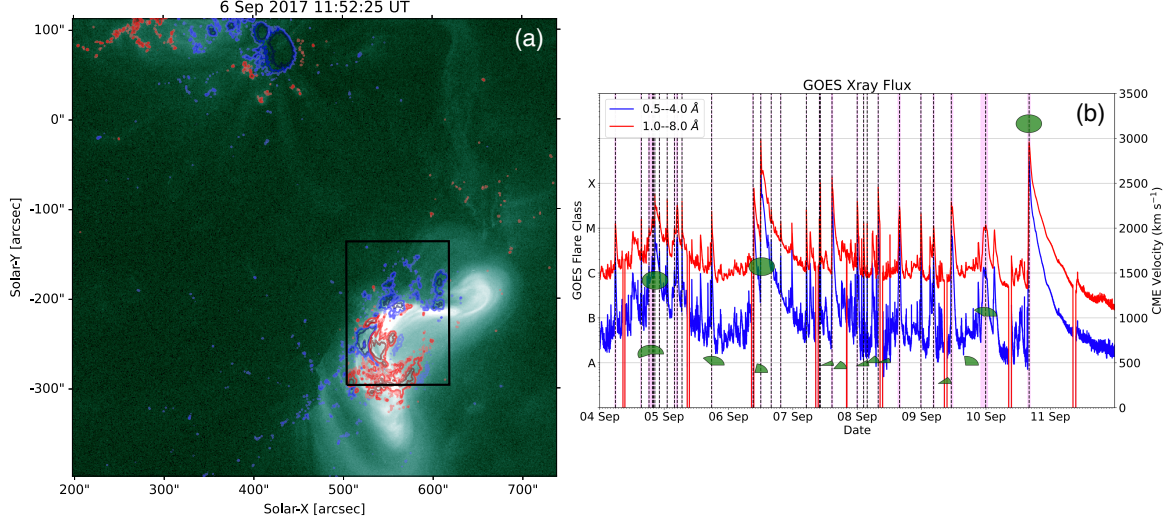 6 Sep 2017 11:52:25 UT
(a)
100"
0"
-100"
-200"
-300"
Solar-Y [arcsec]
200" 300" 400" 500" 600" 700"
Solar-X [arcsec]
GOES Xray Flux
(b)
0.5--4.0 Å
1.0--8.0 Å
X
M
C
B
A
GOES Flare Class
3500
3000
2500
2000
1500
1000
500
0
CME Velocity (km s⁻¹)
04 Sep 05 Sep 06 Sep 07 Sep 08 Sep 09 Sep 10 Sep 11 Sep
Date